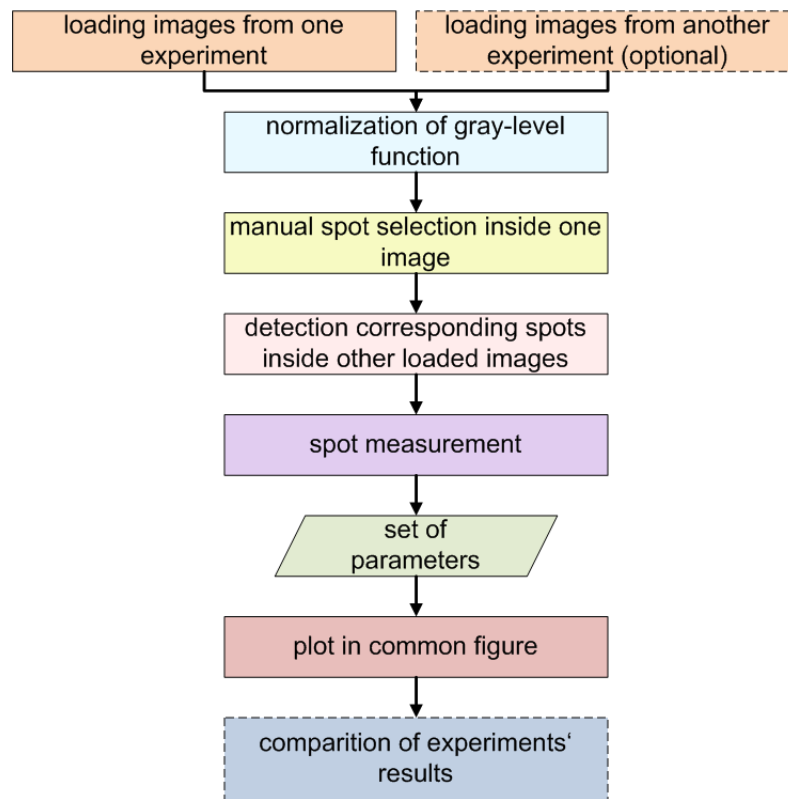 loading images from one
experiment
loading images from another
experiment (optional)
normalization of gray-level
function
manual spot selection inside one
image
detection corresponding spots
inside other loaded images
spot measurement
set of
parameters
plot in common figure
comparition of experiments‘
results